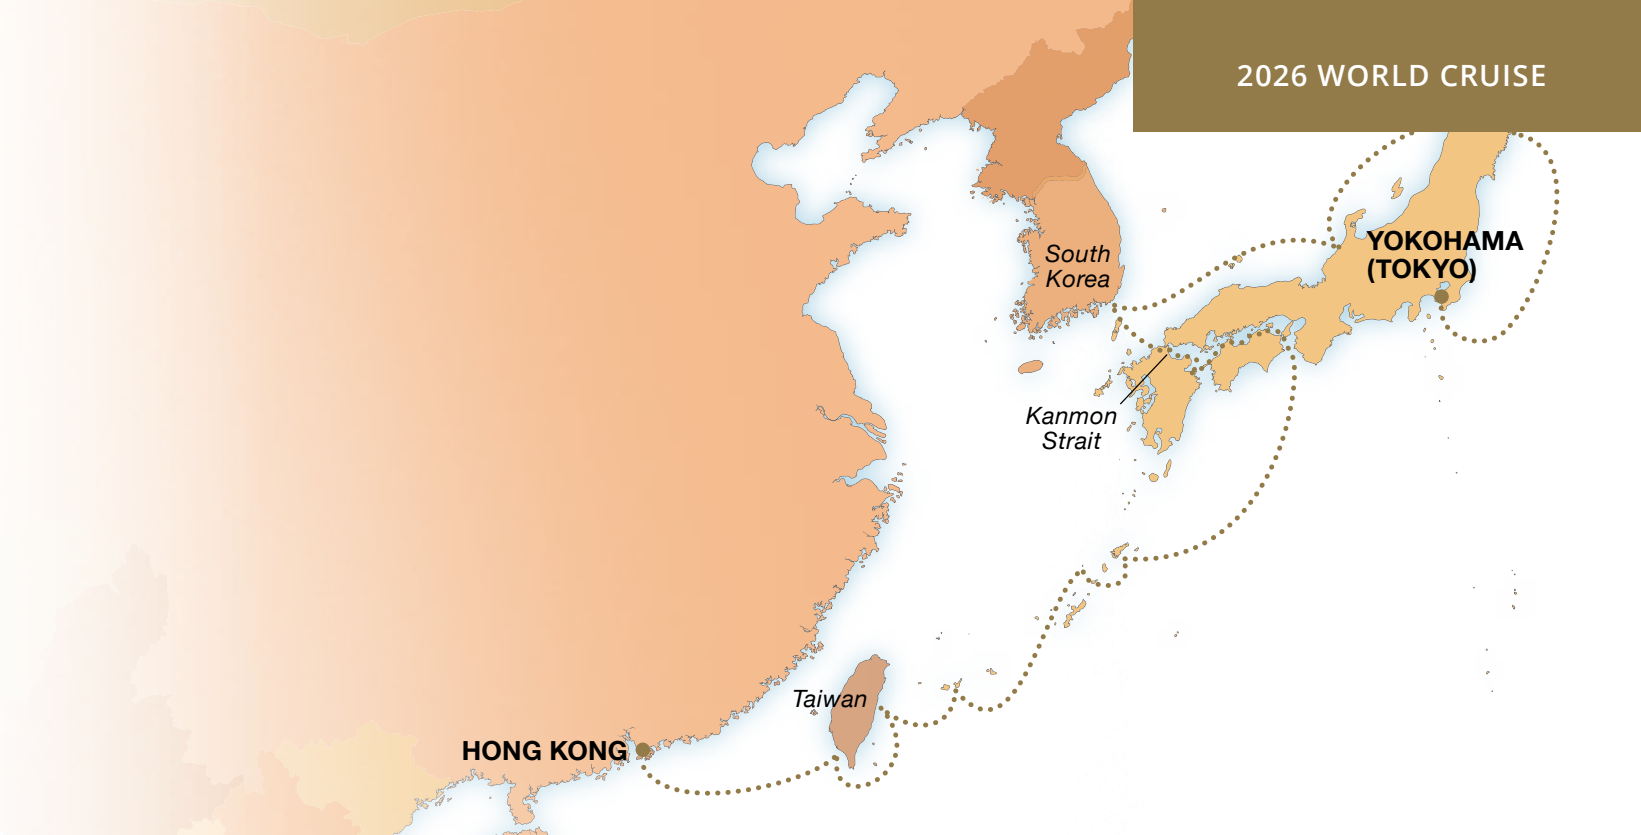 2026 WORLD CRUISE
YOKOHAMA
(TOKYO)
South
Korea
Kanmon
Strait
Taiwan
HONG KONG